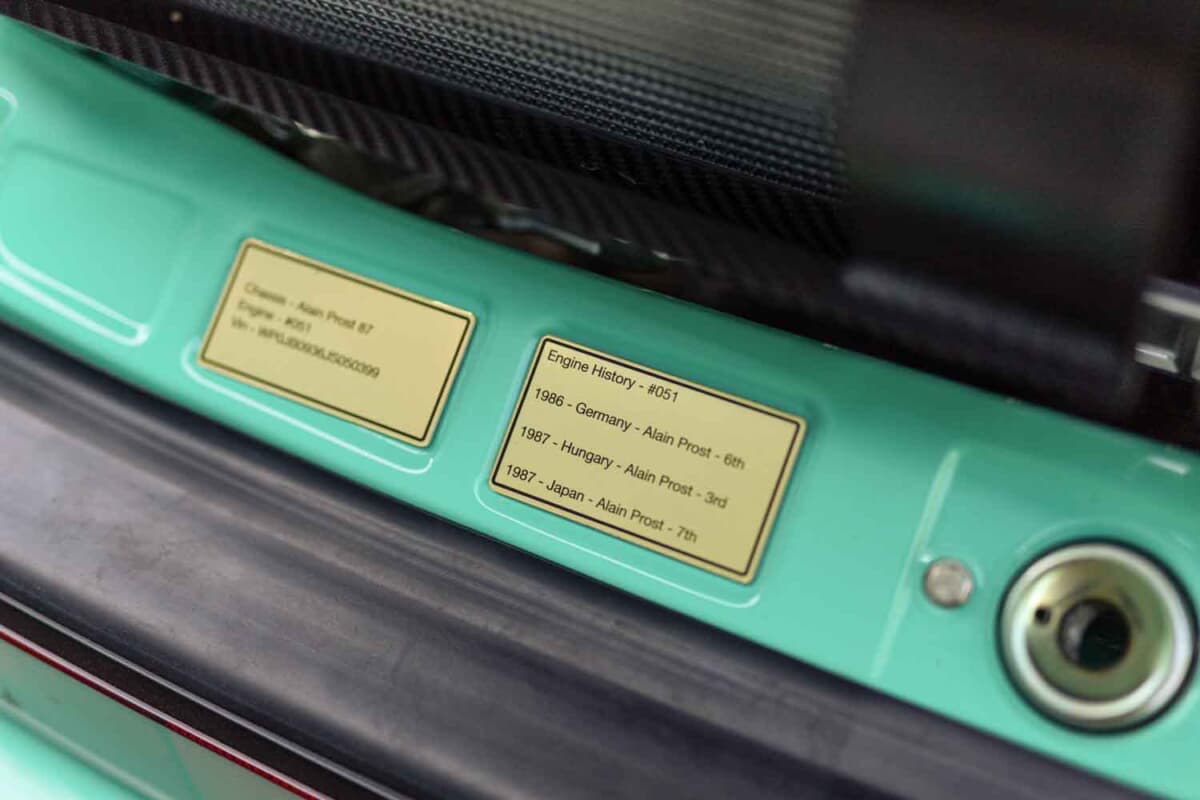 Chassis - Alain Prost 87
Engine - #051
Vin - WP0JB0936JS050399
Engine History - #051
1986 - Germany - Alain Prost - 6th
1987 - Hungary - Alain Prost - 3rd
1987 - Japan - Alain Prost - 7th